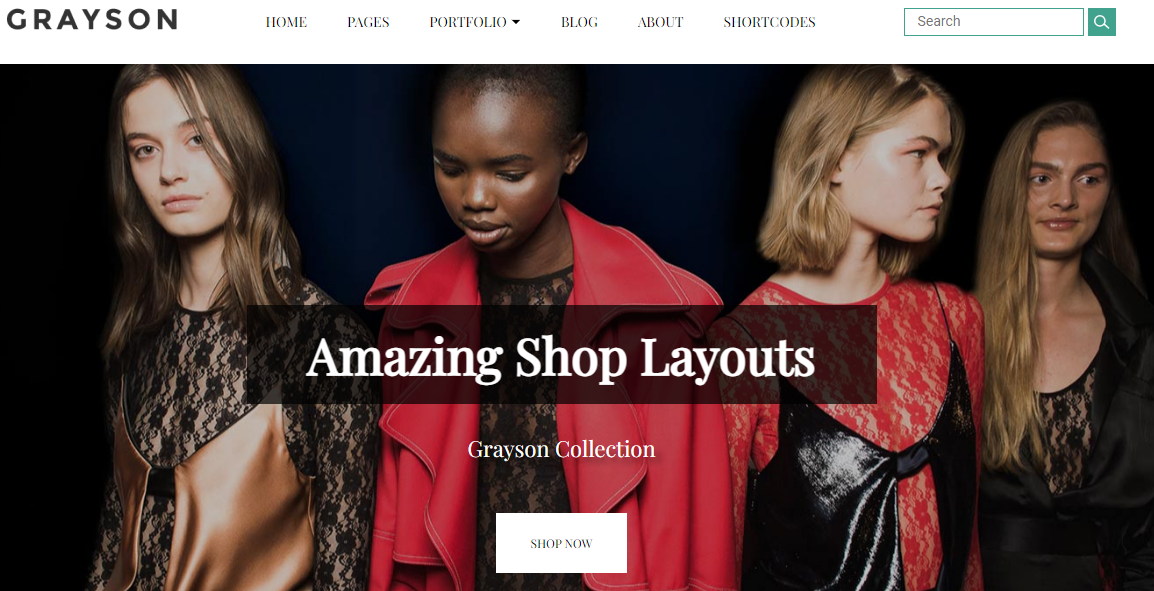 GRAYSON
HOME PAGES PORTFOLIO BLOG ABOUT SHORTCODES
Search
Amazing Shop Layouts
Grayson Collection
SHOP NOW